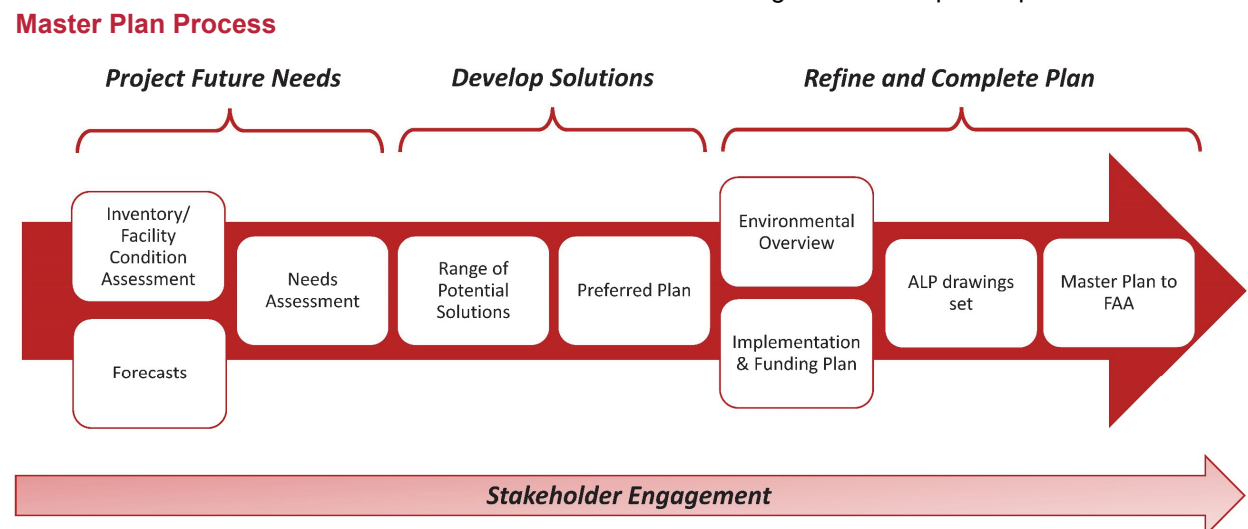 Master Plan Process
Project Future Needs
Develop Solutions
Refine and Complete Plan
Inventory/
Facility
Condition
Assessment
Forecasts
Needs
Assessment
Range of
Potential
Solutions
Preferred Plan
Environmental
Overview
Implementation
& Funding Plan
ALP drawings
set
Master Plan to
FAA
Stakeholder Engagement